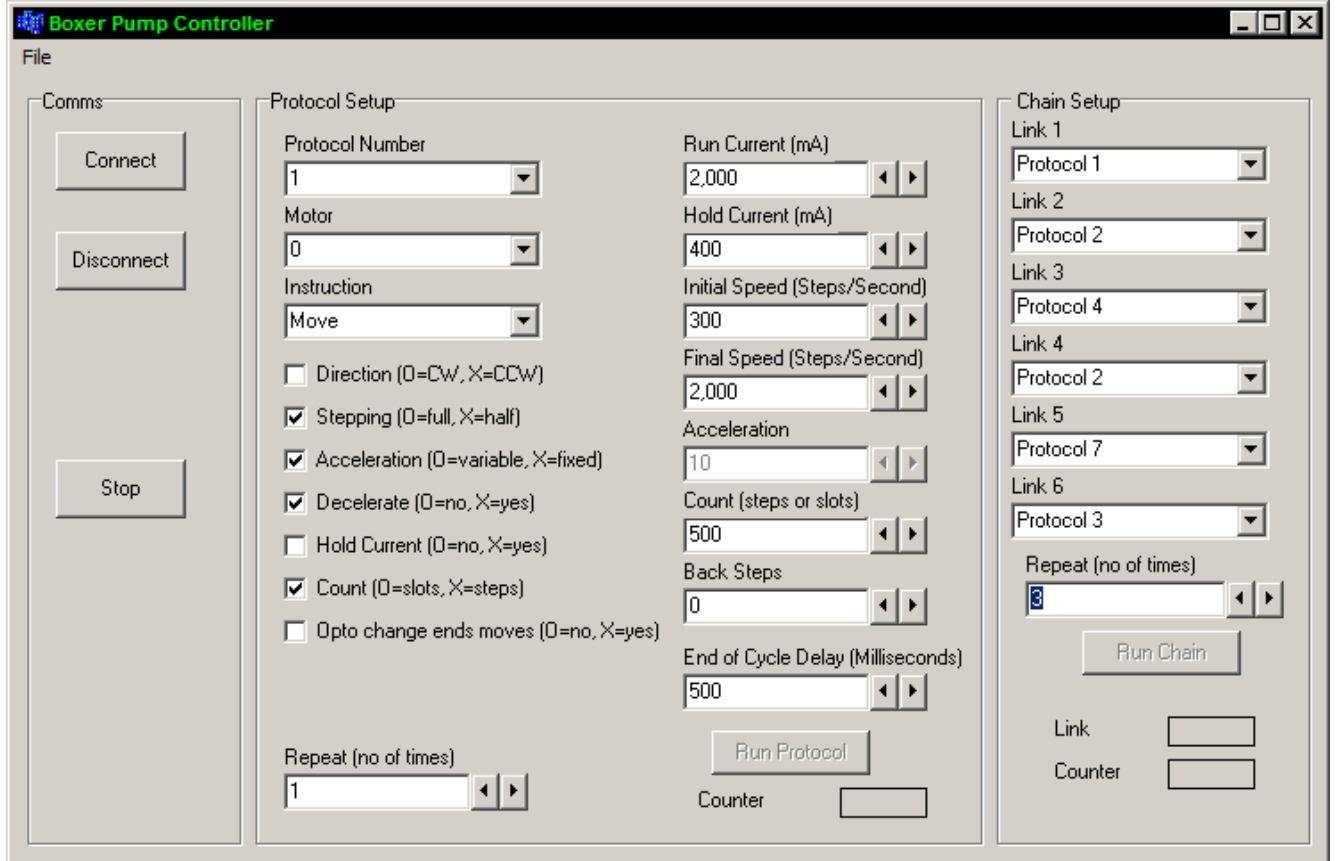 Boxer Pump Controller
File
Comms
Connect
Disconnect
Stop
Protocol Setup
Protocol Number
1
Motor
0
Instruction
Move
Direction (O=CW, X=CCW)
Stepping (O=full, X=half)
Acceleration (O=variable, X=fixed)
Decelerate (O=no, X=yes)
Hold Current (O=no, X=yes)
Count (O=slots, X=steps)
Opto change ends moves (O=no, X=yes)
Repeat (no of times)
1
Run Current (mA)
2,000
Hold Current (mA)
400
Initial Speed (Steps/Second)
300
Final Speed (Steps/Second)
2,000
Acceleration
10
Count (steps or slots)
500
Back Steps
0
End of Cycle Delay (Milliseconds)
500
Run Protocol
Counter
Chain Setup
Link 1
Protocol 1
Link 2
Protocol 2
Link 3
Protocol 4
Link 4
Protocol 2
Link 5
Protocol 7
Link 6
Protocol 3
Repeat (no of times)
3
Run Chain
Link
Counter